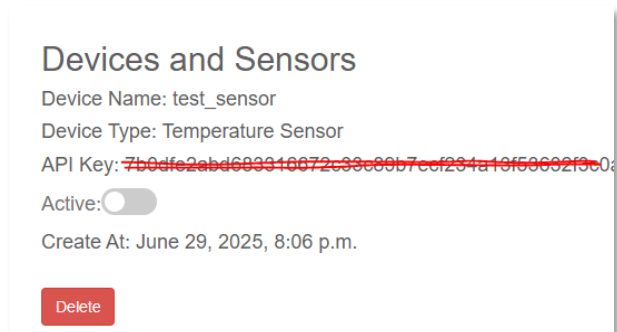 Devices and Sensors
Device Name: test_sensor
Device Type: Temperature Sensor
API Key:
Active:
Create At: June 29, 2025, 8:06 p.m.
Delete